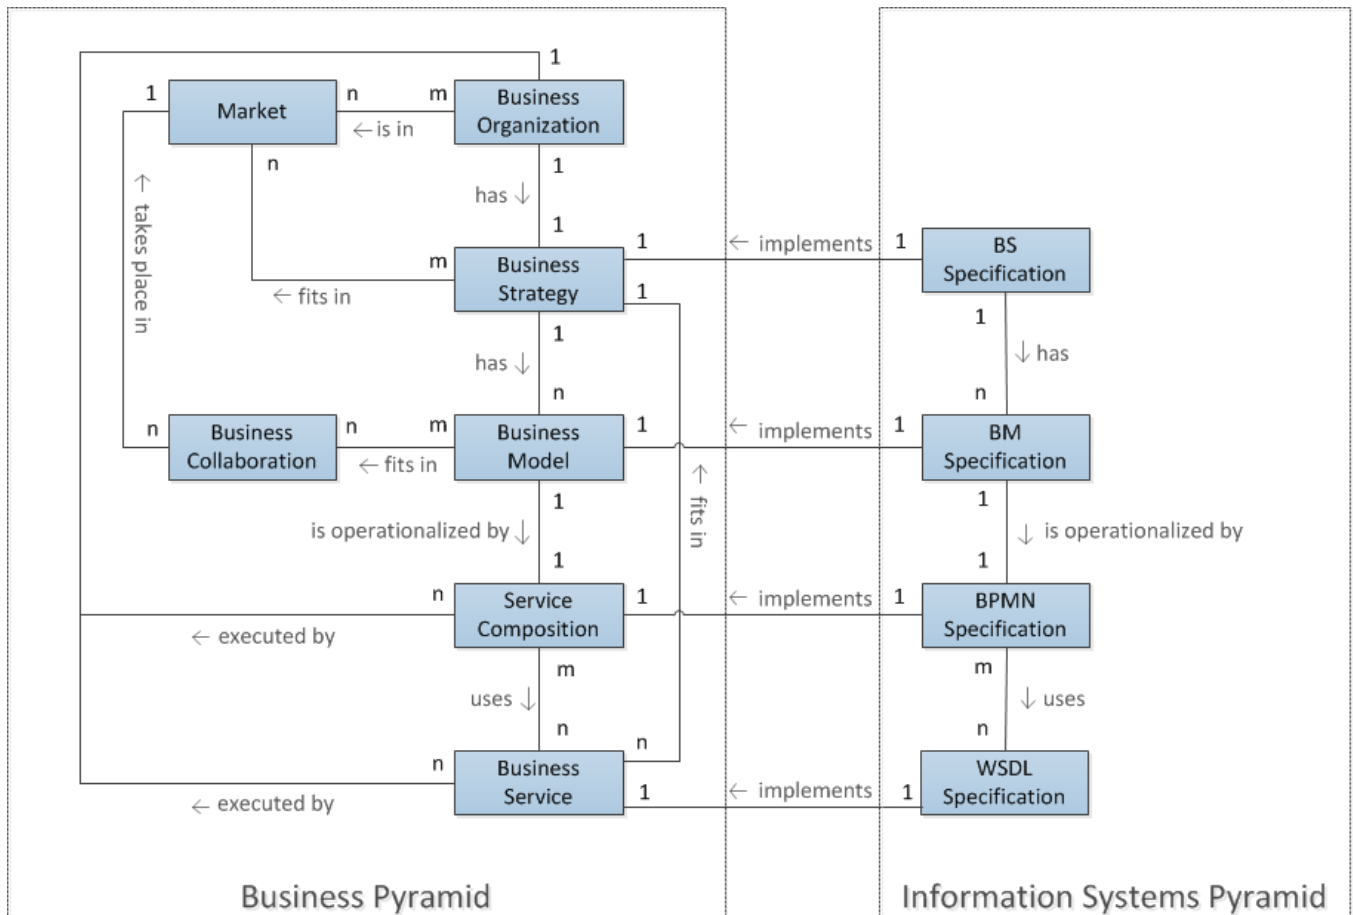 1
1
Market
n
m
Business
Organization
← is in
n
1
has ↓
← takes place in
1
m
Business
Strategy
1
← implements
1
BS
Specification
← fits in
1
1
1
has ↓
↓ has
n
n
n
Business
Collaboration
n
m
Business
Model
1
← implements
1
BM
Specification
← fits in
1
← fits in
1
is operationalized by ↓
↓ is operationalized by
1
1
n
Service
Composition
1
← implements
1
BPMN
Specification
← executed by
m
m
uses ↓
↓ uses
n
n
n
n
Business
Service
1
← implements
1
WSDL
Specification
← executed by
Business Pyramid
Information Systems Pyramid